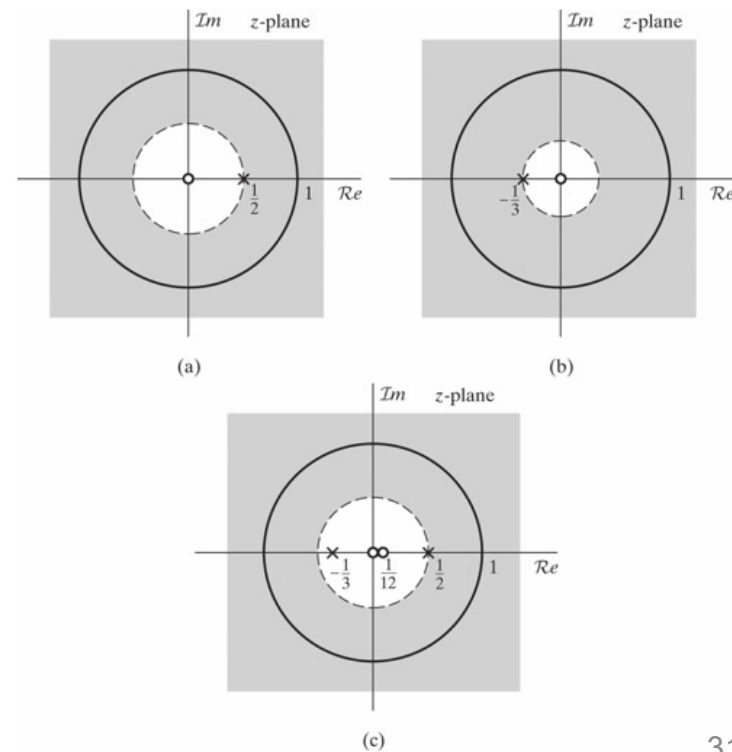 ℐm z-plane
ℛe
1/2
1
(a)
ℐm z-plane
ℛe
-1/3
1
(b)
ℐm z-plane
ℛe
-1/3
1/12
1/2
1
(c)